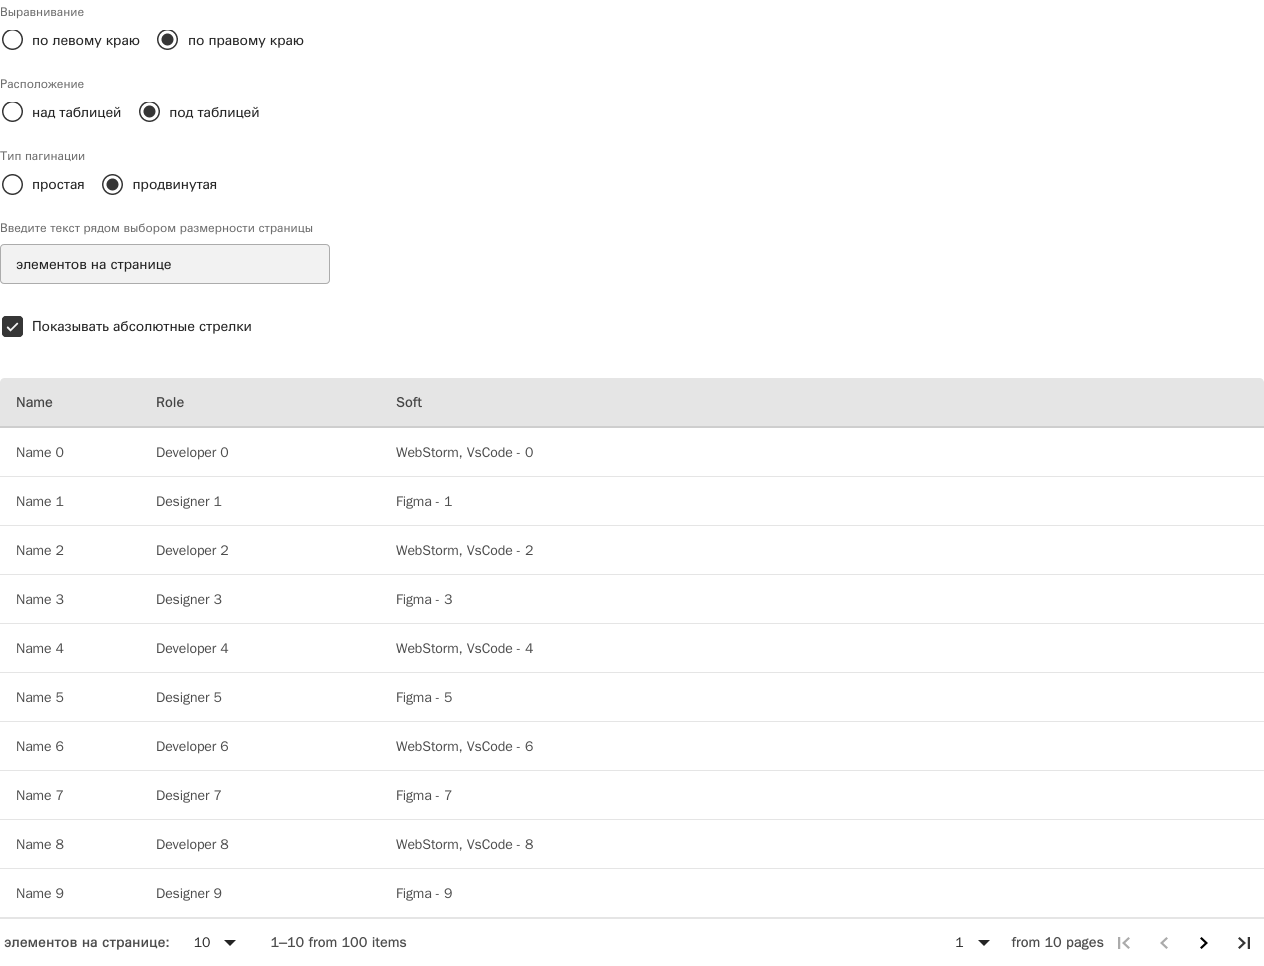 Выравнивание
по левому краю по правому краю
Расположение
над таблицей под таблицей
Тип пагинации
простая продвинутая
Введите текст рядом выбором размерности страницы
элементов на странице
Показывать абсолютные стрелки
Name Role Soft
Name 0 Developer 0 WebStorm, VsCode - 0
Name 1 Designer 1 Figma - 1
Name 2 Developer 2 WebStorm, VsCode - 2
Name 3 Designer 3 Figma - 3
Name 4 Developer 4 WebStorm, VsCode - 4
Name 5 Designer 5 Figma - 5
Name 6 Developer 6 WebStorm, VsCode - 6
Name 7 Designer 7 Figma - 7
Name 8 Developer 8 WebStorm, VsCode - 8
Name 9 Designer 9 Figma - 9
элементов на странице: 10 1–10 from 100 items 1 from 10 pages